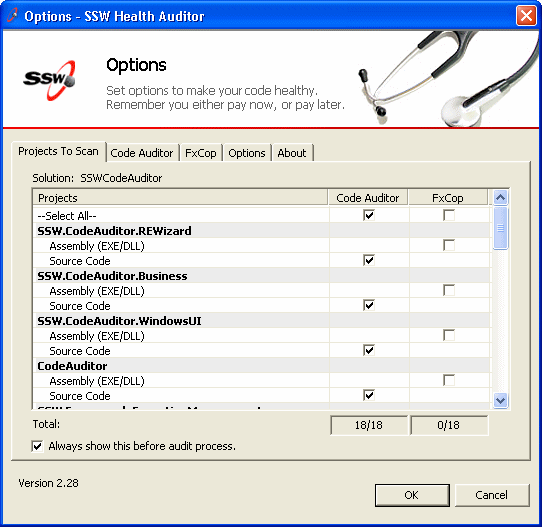 Options - SSW Health Auditor
SSW
Options
Set options to make your code healthy.
Remember you either pay now, or pay later.
Projects To Scan Code Auditor FxCop Options About
Solution: SSWCodeAuditor
Projects Code Auditor FxCop
--Select All--
SSW.CodeAuditor.REWizard
Assembly (EXE/DLL)
Source Code
SSW.CodeAuditor.Business
Assembly (EXE/DLL)
Source Code
SSW.CodeAuditor.WindowsUI
Assembly (EXE/DLL)
Source Code
CodeAuditor
Assembly (EXE/DLL)
Source Code
Total: 18/18 0/18
Always show this before audit process.
Version 2.28
OK Cancel